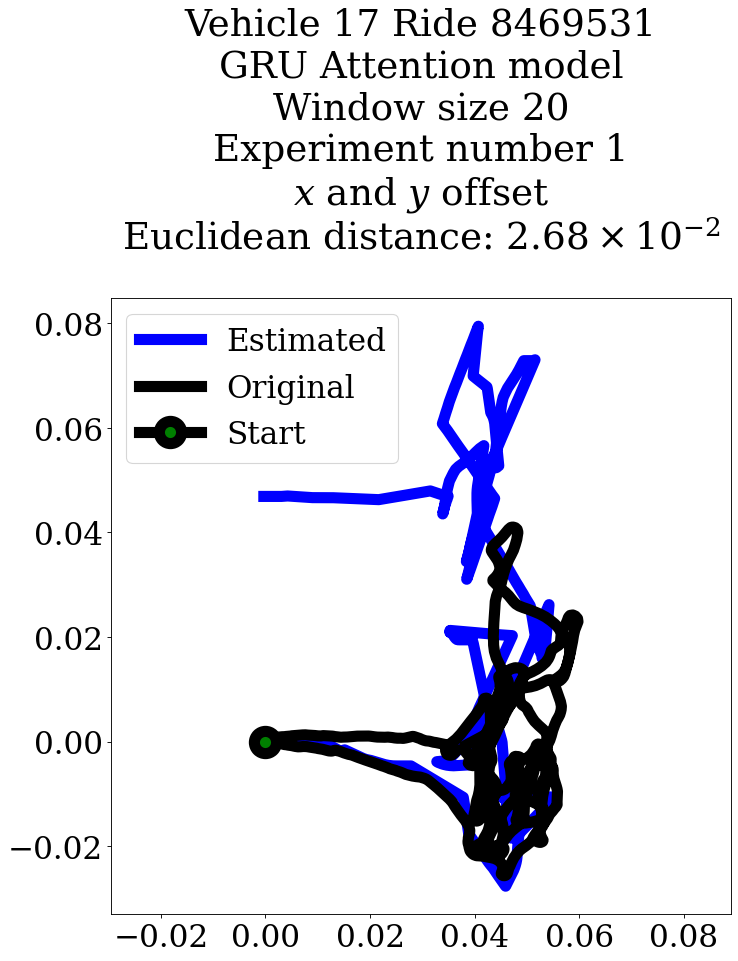 Vehicle 17 Ride 8469531
GRU Attention model
Window size 20
Experiment number 1
x and y offset
Euclidean distance: 2.68 × 10⁻²
Estimated
Original
Start
0.08
0.06
0.04
0.02
0.00
−0.02
−0.02 0.00 0.02 0.04 0.06 0.08